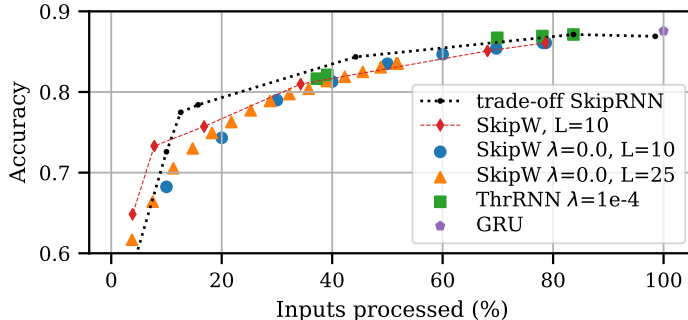 0.9
0.8
0.7
0.6
Accuracy
trade-off SkipRNN
SkipW, L=10
SkipW λ=0.0, L=10
SkipW λ=0.0, L=25
ThrRNN λ=1e-4
GRU
0 20 40 60 80 100
Inputs processed (%)